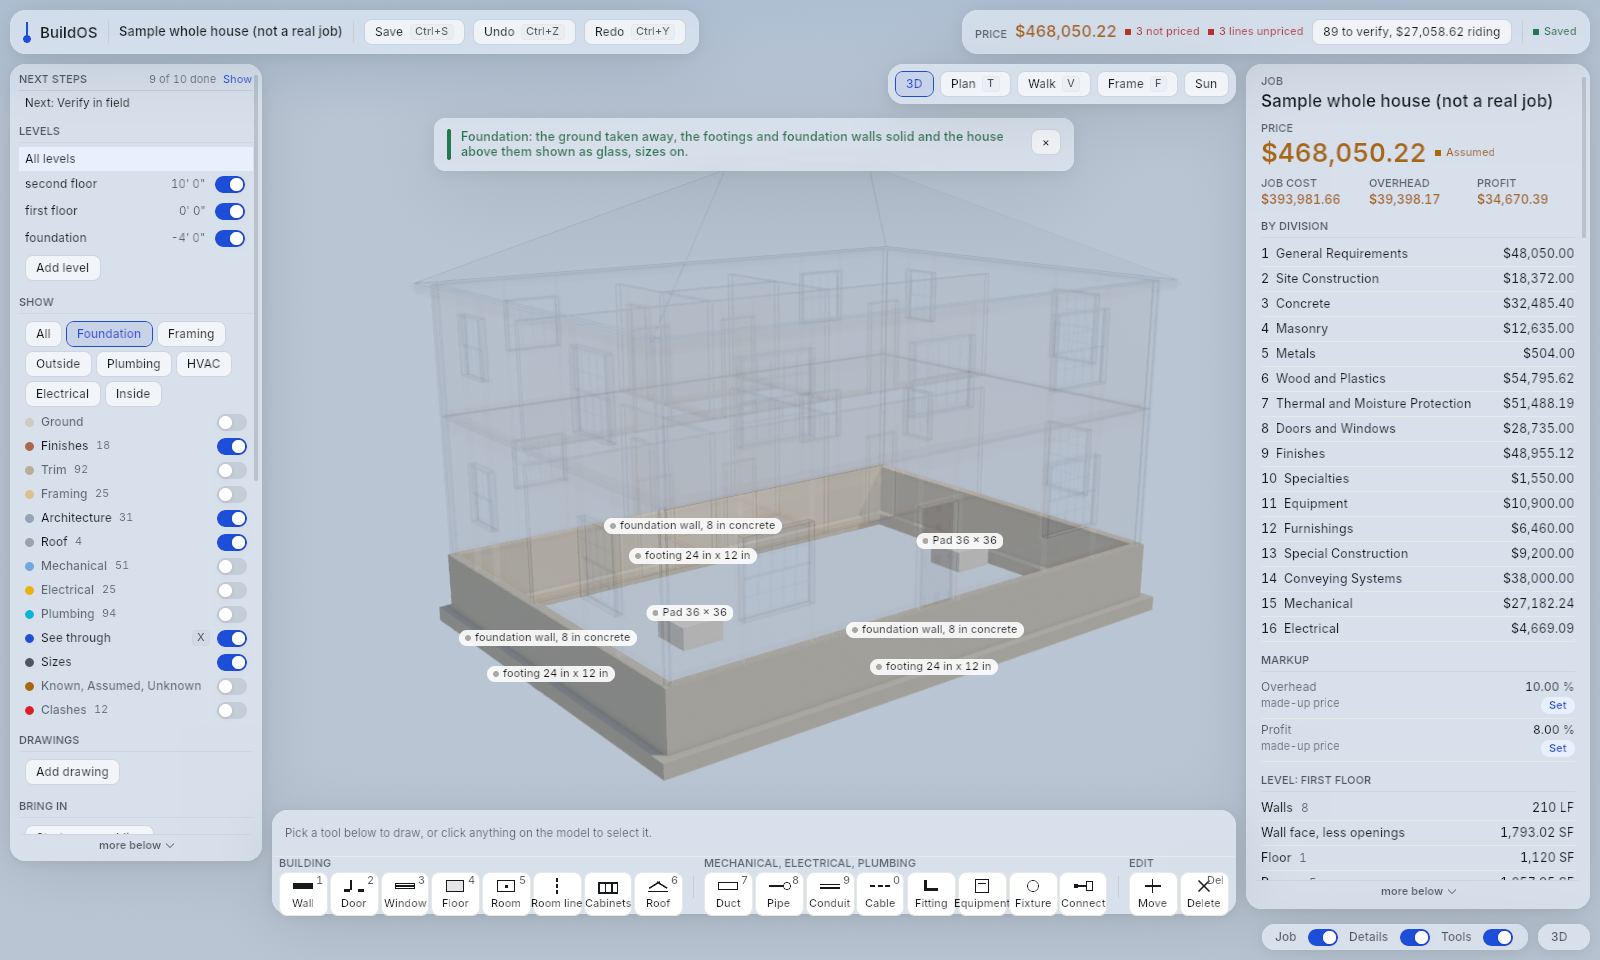 BuildOS
Sample whole house (not a real job)
Save Ctrl+S
Undo Ctrl+Z
Redo Ctrl+Y
PRICE $468,050.22
3 not priced
3 lines unpriced
89 to verify, $27,058.62 riding
Saved
NEXT STEPS 9 of 10 done Show
Next: Verify in field
LEVELS
All levels
second floor 10' 0"
first floor 0' 0"
foundation -4' 0"
Add level
SHOW
All Foundation Framing
Outside Plumbing HVAC
Electrical Inside
Ground
Finishes 18
Trim 92
Framing 25
Architecture 31
Roof 4
Mechanical 51
Electrical 25
Plumbing 94
See through X
Sizes
Known, Assumed, Unknown
Clashes 12
DRAWINGS
Add drawing
BRING IN
more below
3D
Plan T
Walk V
Frame F
Sun
Foundation: the ground taken away, the footings and foundation walls solid and the house
above them shown as glass, sizes on.
×
foundation wall, 8 in concrete
footing 24 in x 12 in
Pad 36 × 36
Pad 36 × 36
foundation wall, 8 in concrete
footing 24 in x 12 in
foundation wall, 8 in concrete
footing 24 in x 12 in
Pick a tool below to draw, or click anything on the model to select it.
BUILDING
Wall 1
Door 2
Window 3
Floor 4
Room 5
Room line
Cabinets
Roof 6
MECHANICAL, ELECTRICAL, PLUMBING
Duct 7
Pipe 8
Conduit 9
Cable 0
Fitting
Equipment
Fixture
Connect
EDIT
Move
Delete Del
JOB
Sample whole house (not a real job)
PRICE
$468,050.22 Assumed
JOB COST OVERHEAD PROFIT
$393,981.66 $39,398.17 $34,670.39
BY DIVISION
1 General Requirements $48,050.00
2 Site Construction $18,372.00
3 Concrete $32,485.40
4 Masonry $12,635.00
5 Metals $504.00
6 Wood and Plastics $54,795.62
7 Thermal and Moisture Protection $51,488.19
8 Doors and Windows $28,735.00
9 Finishes $48,955.12
10 Specialties $1,550.00
11 Equipment $10,900.00
12 Furnishings $6,460.00
13 Special Construction $9,200.00
14 Conveying Systems $38,000.00
15 Mechanical $27,182.24
16 Electrical $4,669.09
MARKUP
Overhead 10.00 %
made-up price Set
Profit 8.00 %
made-up price Set
LEVEL: FIRST FLOOR
Walls 8 210 LF
Wall face, less openings 1,793.02 SF
Floor 1 1,120 SF
more below
Job
Details
Tools
3D